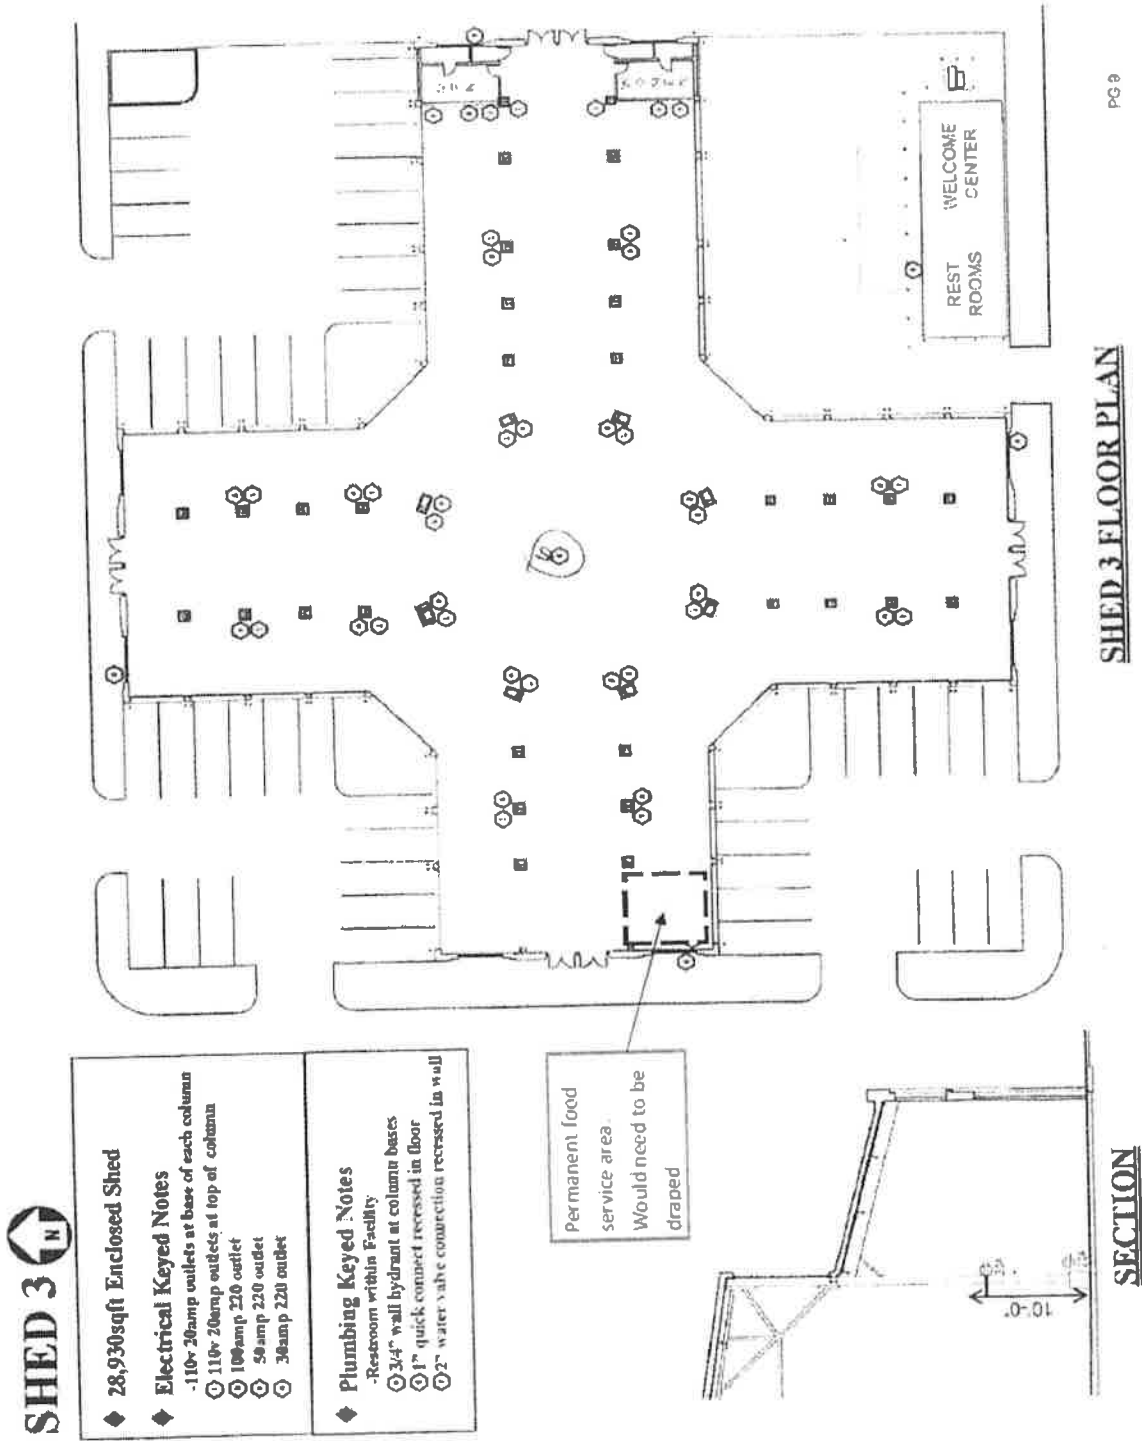 SHED 3
N
28,930sqft Enclosed Shed
Electrical Keyed Notes
-110v 20amp outlets at base of each column
110v 20amp outlets at top of column
100amp 220 outlet
50amp 220 outlet
30amp 220 outlet
Plumbing Keyed Notes
-Restroom within Facility
3/4" wall hydrant at column bases
1" quick connect recessed in floor
2" water valve connection recessed in wall
Permanent food
service area.
Would need to be
draped
REST
ROOMS
WELCOME
CENTER
SECTION
10'-0"
SHED 3 FLOOR PLAN
PG 9